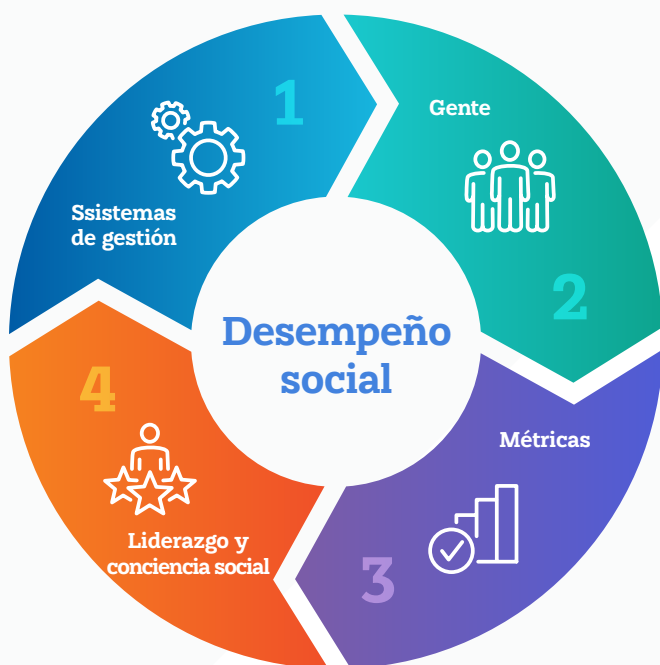 1
Ssistemas
de gestión
Gente
2
Desempeño
social
Métricas
3
4
Liderazgo y
conciencia social